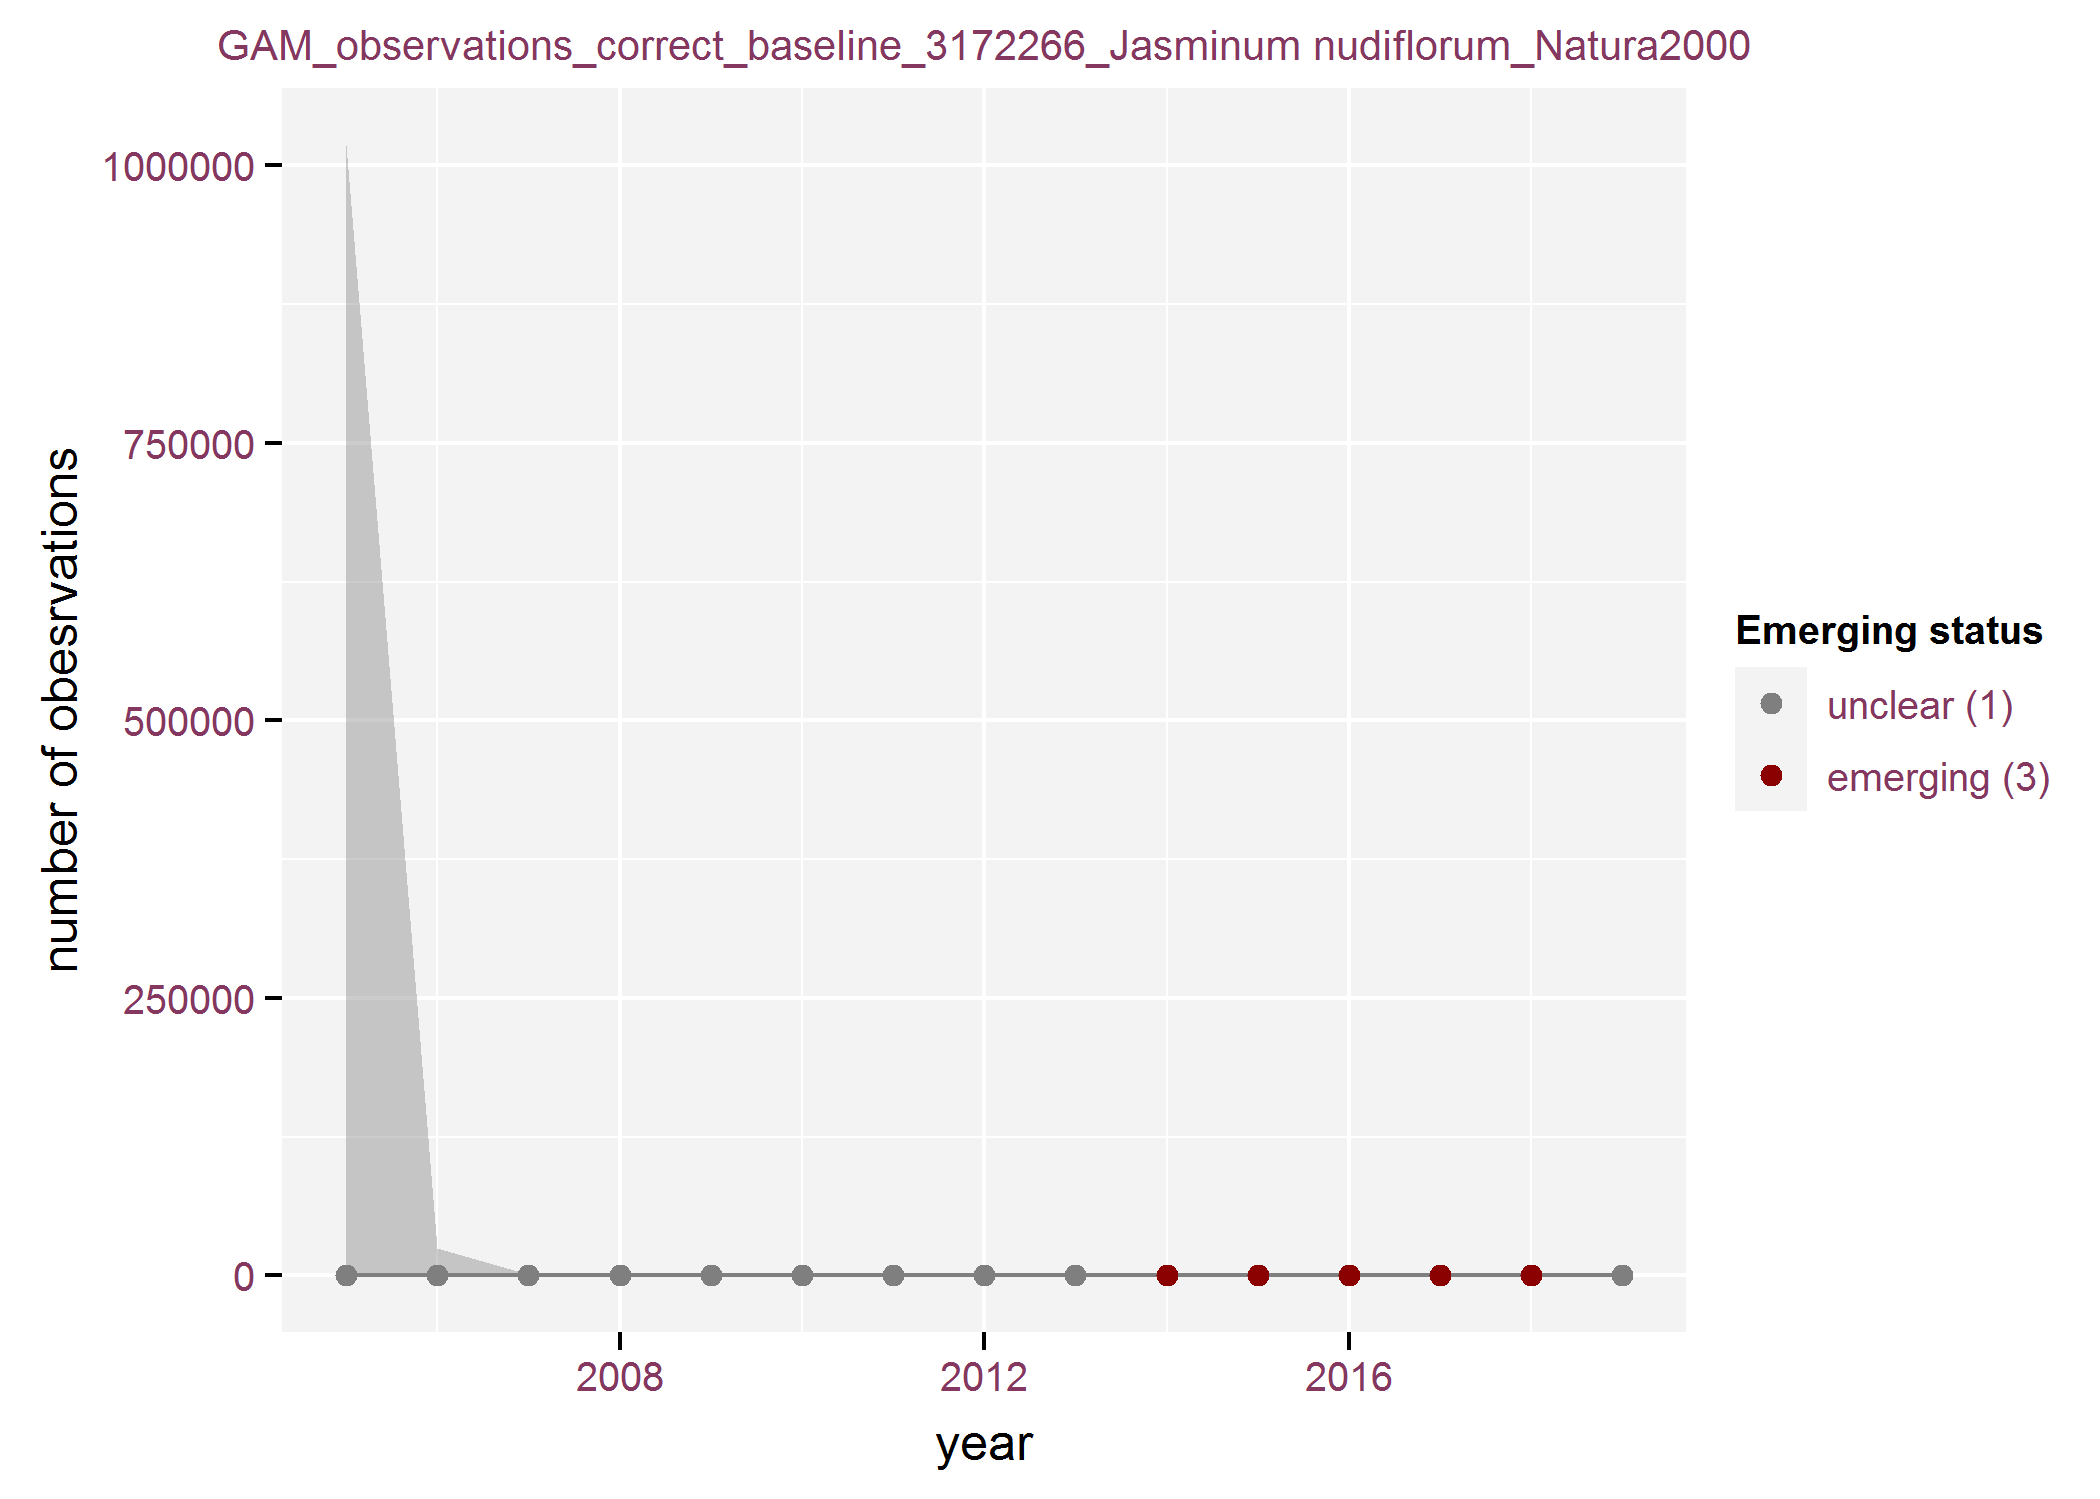 GAM_observations_correct_baseline_3172266_Jasminum nudiflorum_Natura2000
1000000
750000
500000
250000
0
number of obesrvations
2008
2012
2016
year
Emerging status
unclear (1)
emerging (3)